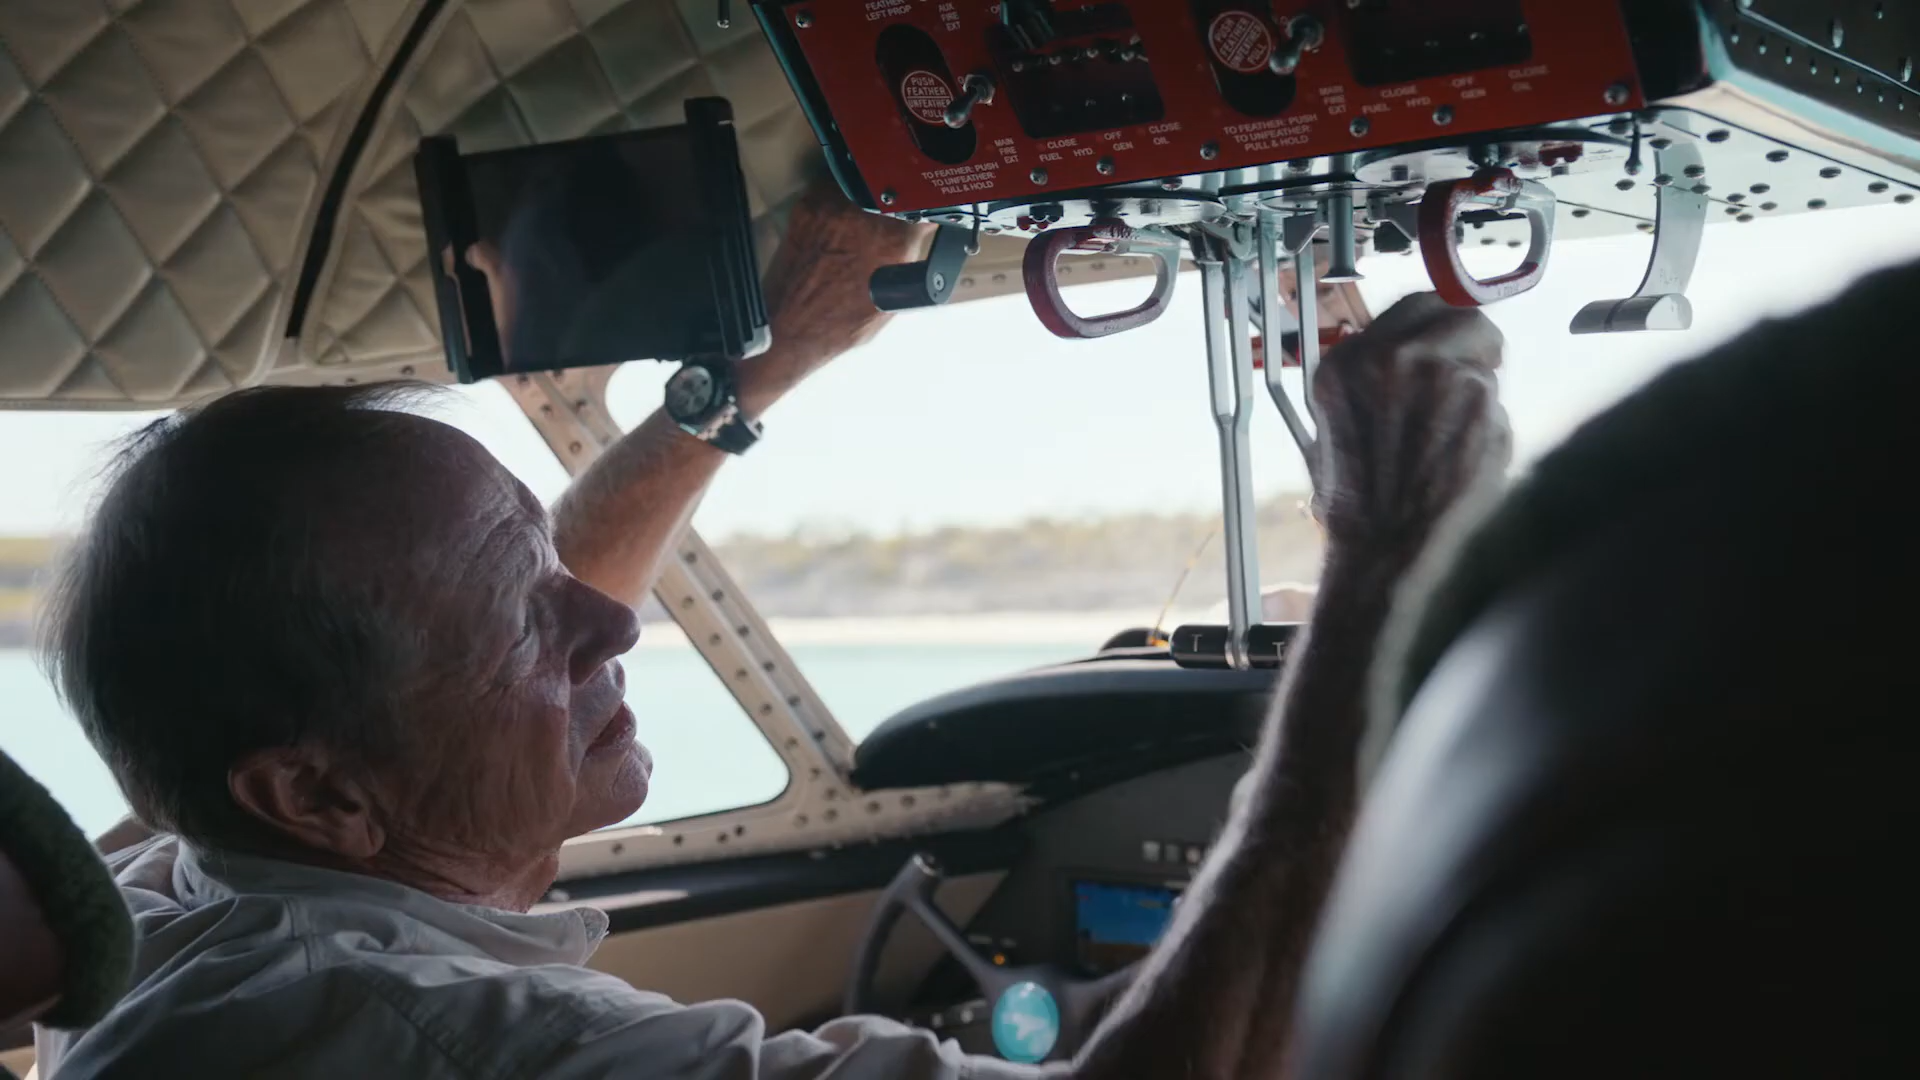 FEATHER
LEFT PROP
AUX
FIRE
EXT
PUSH
FEATHER
UNFEATHER
PULL
MAIN
FIRE
EXT
CLOSE
FUEL
HYD.
OFF
GEN
CLOSE
OIL
TO FEATHER: PUSH
TO UNFEATHER:
PULL & HOLD
PUSH
FEATHER
UNFEATHER
PULL
MAIN
FIRE
EXT
CLOSE
FUEL
HYD.
OFF
GEN
CLOSE
OIL
TO FEATHER: PUSH
TO UNFEATHER:
PULL & HOLD
T T